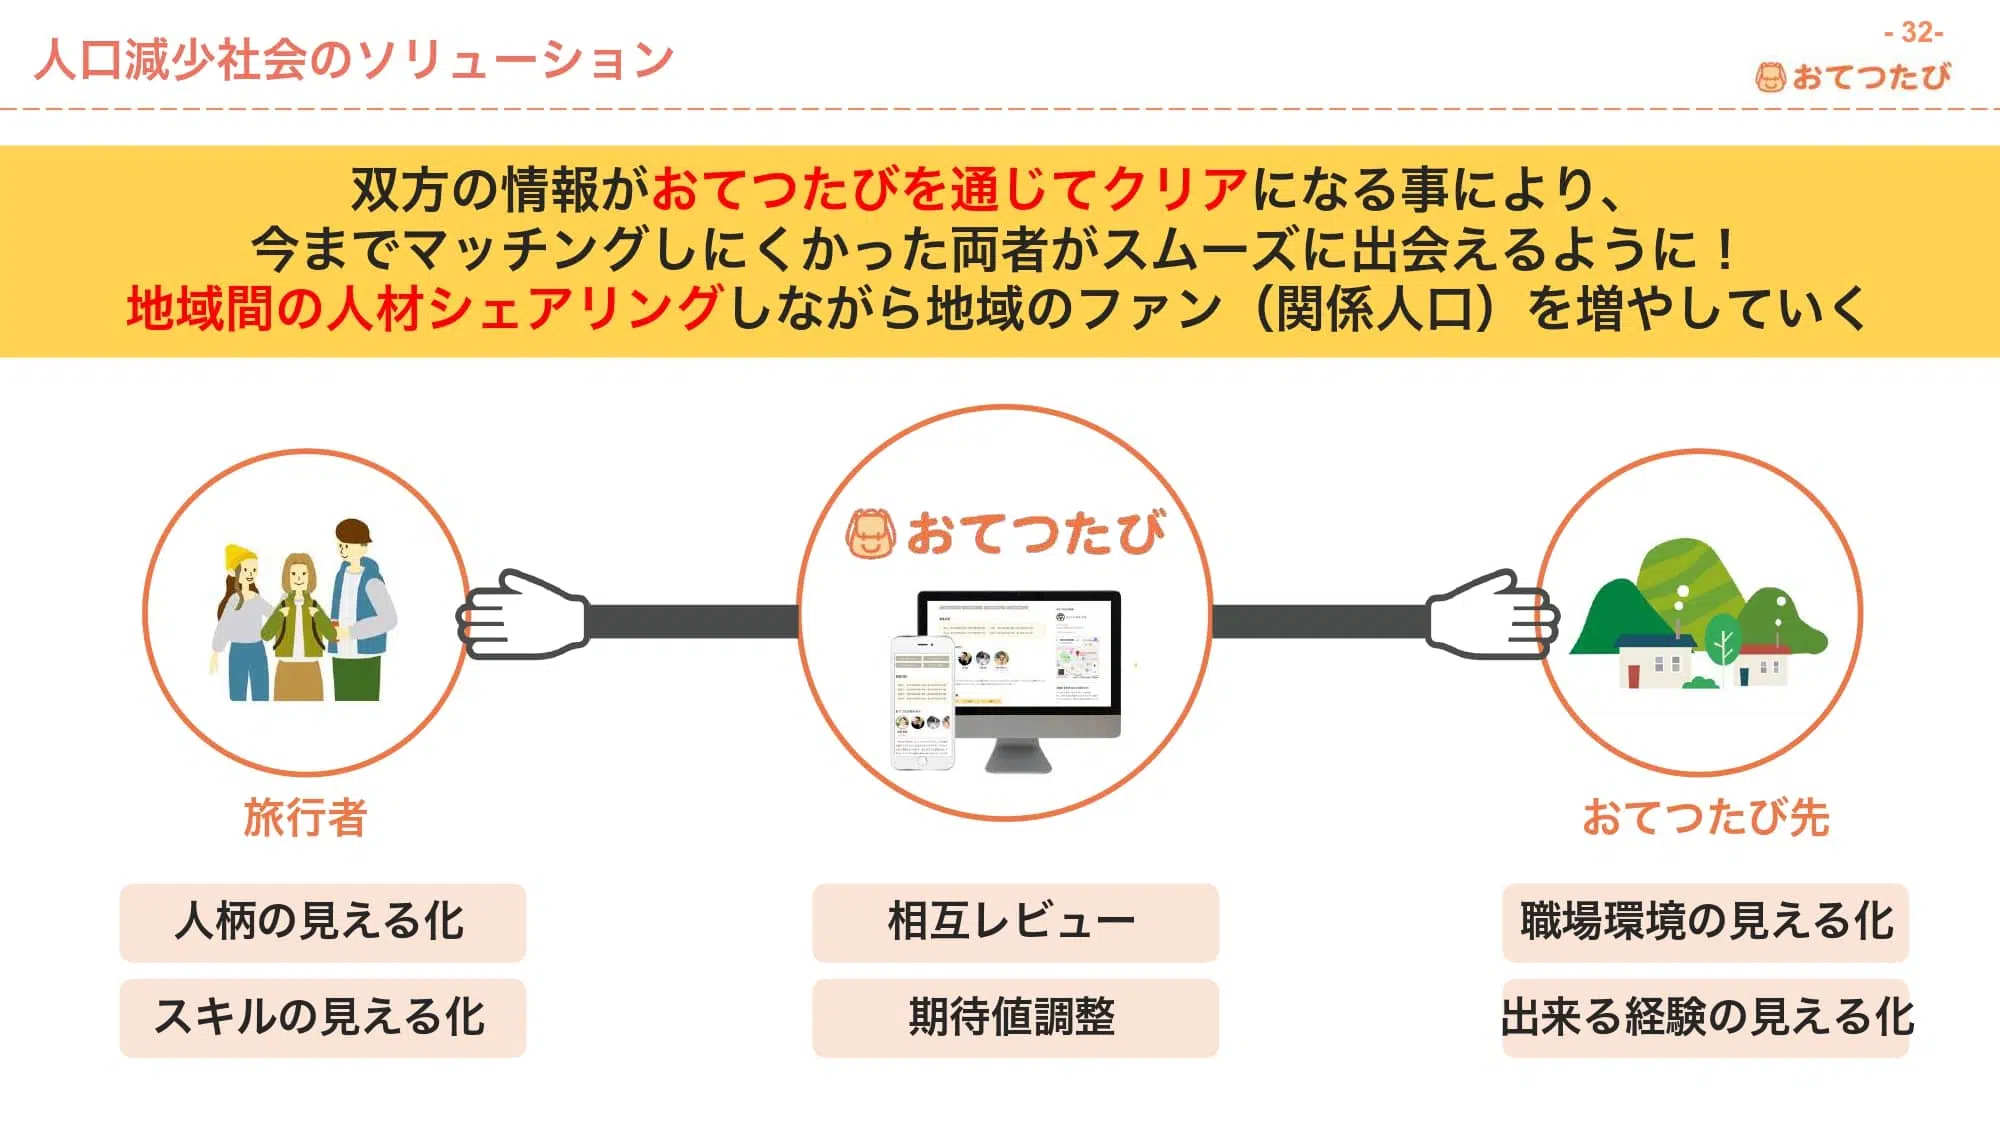 人口減少社会のソリューション
- 32-
おてつたび
双方の情報がおてつたびを通じてクリアになる事により、
今までマッチングしにくかった両者がスムーズに出会えるように！
地域間の人材シェアリングしながら地域のファン（関係人口）を増やしていく
おてつたび
旅行者
おてつたび先
人柄の見える化
相互レビュー
職場環境の見える化
スキルの見える化
期待値調整
出来る経験の見える化